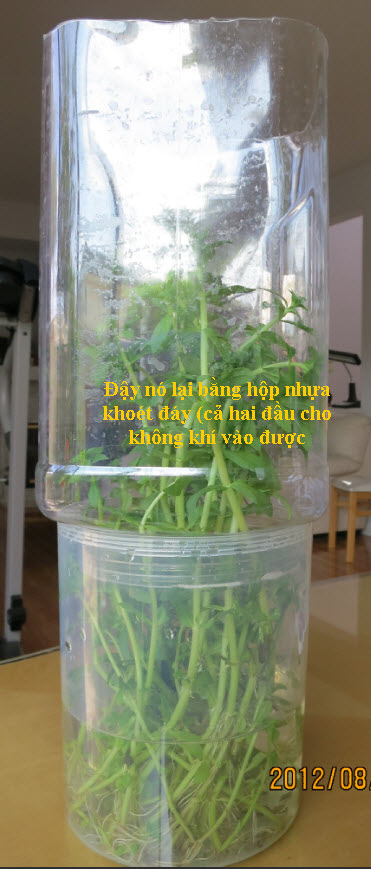 Đậy nó lại bằng hộp nhựa
khoét đáy (cả hai đầu cho
không khí vào được
2012/08/